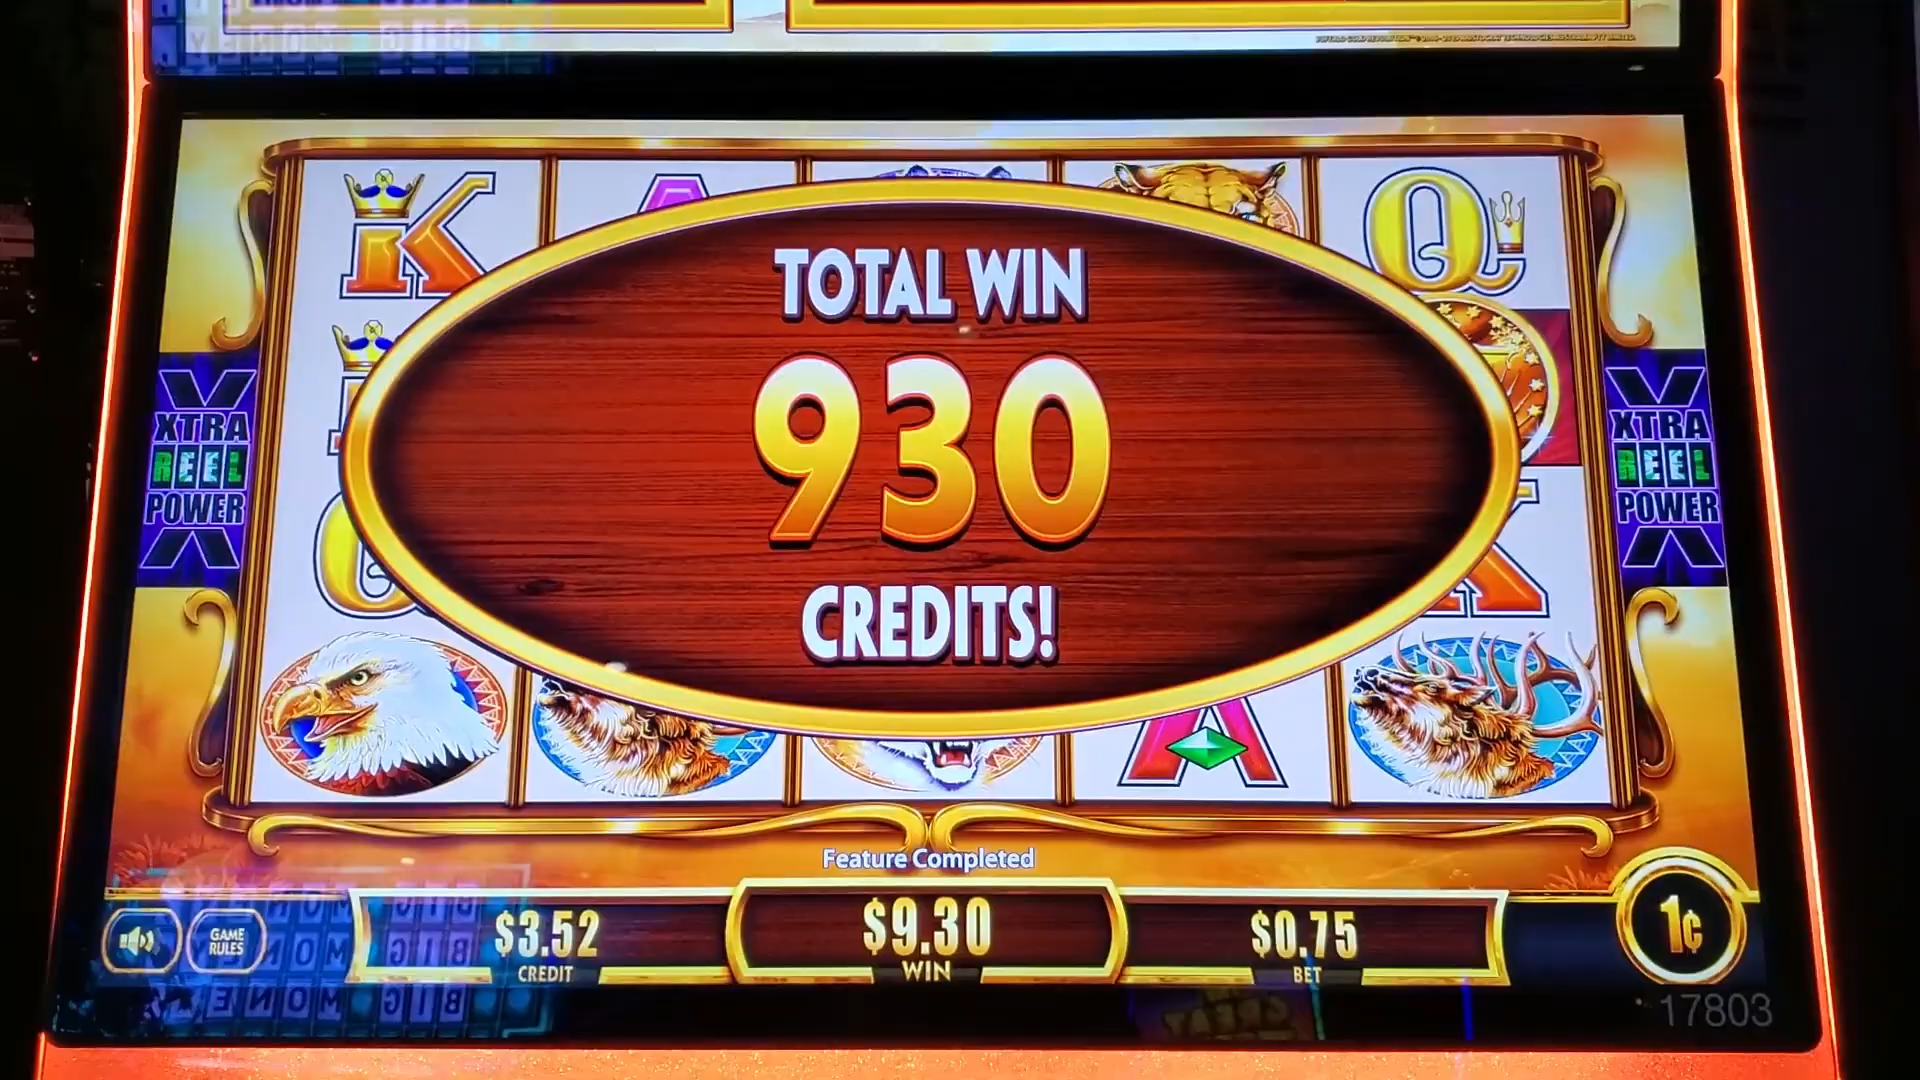 K
A
Q
TOTAL WIN
930
CREDITS!
XTRA
REEL
POWER
XTRA
REEL
POWER
A
Feature Completed
GAME
RULES
$3.52
CREDIT
$9.30
WIN
$0.75
BET
1¢
17803